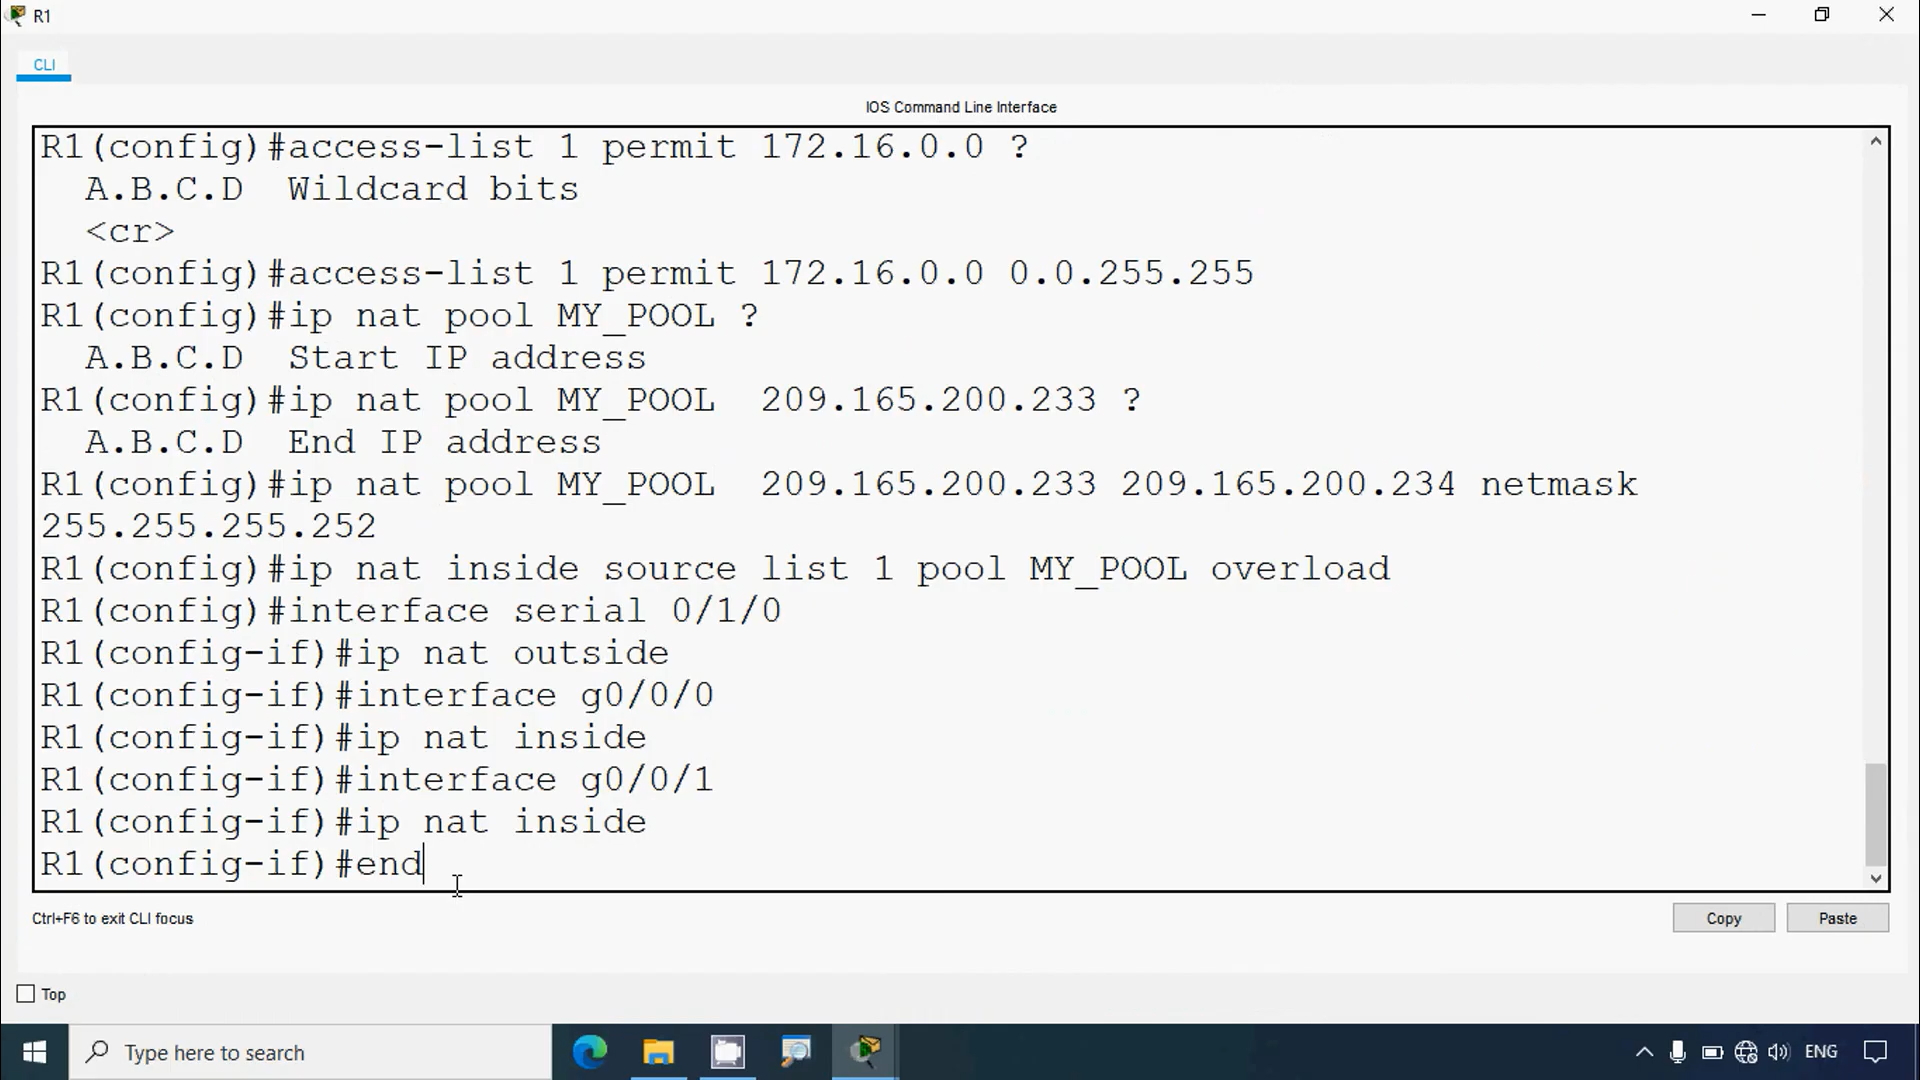 R1
CLI
IOS Command Line Interface
R1(config)#access-list 1 permit 172.16.0.0 ?
A.B.C.D  Wildcard bits
<cr>
R1(config)#access-list 1 permit 172.16.0.0 0.0.255.255
R1(config)#ip nat pool MY_POOL ?
A.B.C.D  Start IP address
R1(config)#ip nat pool MY_POOL  209.165.200.233 ?
A.B.C.D  End IP address
R1(config)#ip nat pool MY_POOL  209.165.200.233 209.165.200.234 netmask
255.255.255.252
R1(config)#ip nat inside source list 1 pool MY_POOL overload
R1(config)#interface serial 0/1/0
R1(config-if)#ip nat outside
R1(config-if)#interface g0/0/0
R1(config-if)#ip nat inside
R1(config-if)#interface g0/0/1
R1(config-if)#ip nat inside
R1(config-if)#end
Ctrl+F6 to exit CLI focus
Copy
Paste
Top
Type here to search
ENG